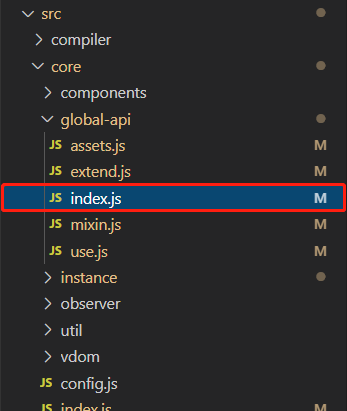 src
compiler
core
components
global-api
JS assets.js M
JS extend.js M
JS index.js M
JS mixin.js M
JS use.js M
instance
observer
util
vdom
JS config.js
JS index.js M